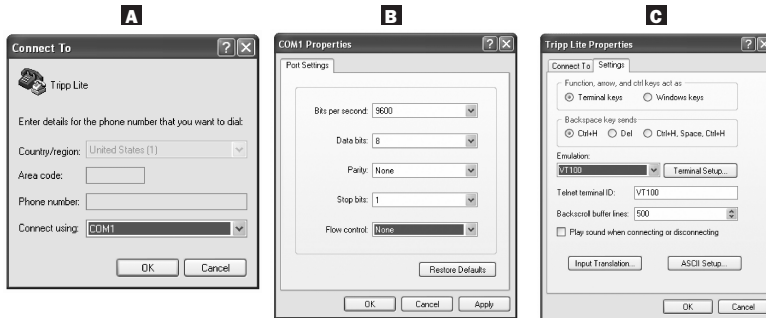 A
Connect To
Tripp Lite
Enter details for the phone number that you want to dial:
Country/region: United States (1)
Area code:
Phone number:
Connect using: COM1
OK Cancel
B
COM1 Properties
Port Settings
Bits per second: 9600
Data bits: 8
Parity: None
Stop bits: 1
Flow control: None
Restore Defaults
OK Cancel Apply
C
Tripp Lite Properties
Connect To Settings
Function, arrow, and ctrl keys act as
Terminal keys Windows keys
Backspace key sends
Ctrl+H Del Ctrl+H, Space, Ctrl+H
Emulation:
VT100 Terminal Setup...
Telnet terminal ID: VT100
Backscroll buffer lines: 500
Play sound when connecting or disconnecting
Input Translation... ASCII Setup...
OK Cancel